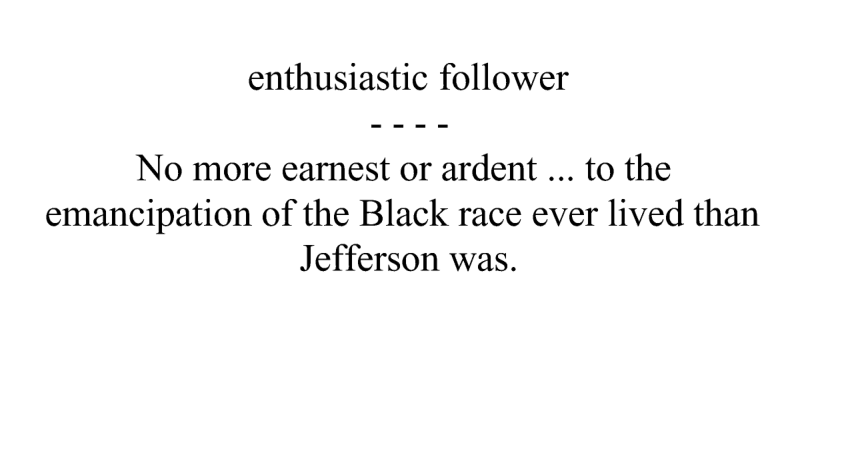 enthusiastic follower
- - - -
No more earnest or ardent ... to the
emancipation of the Black race ever lived than
Jefferson was.